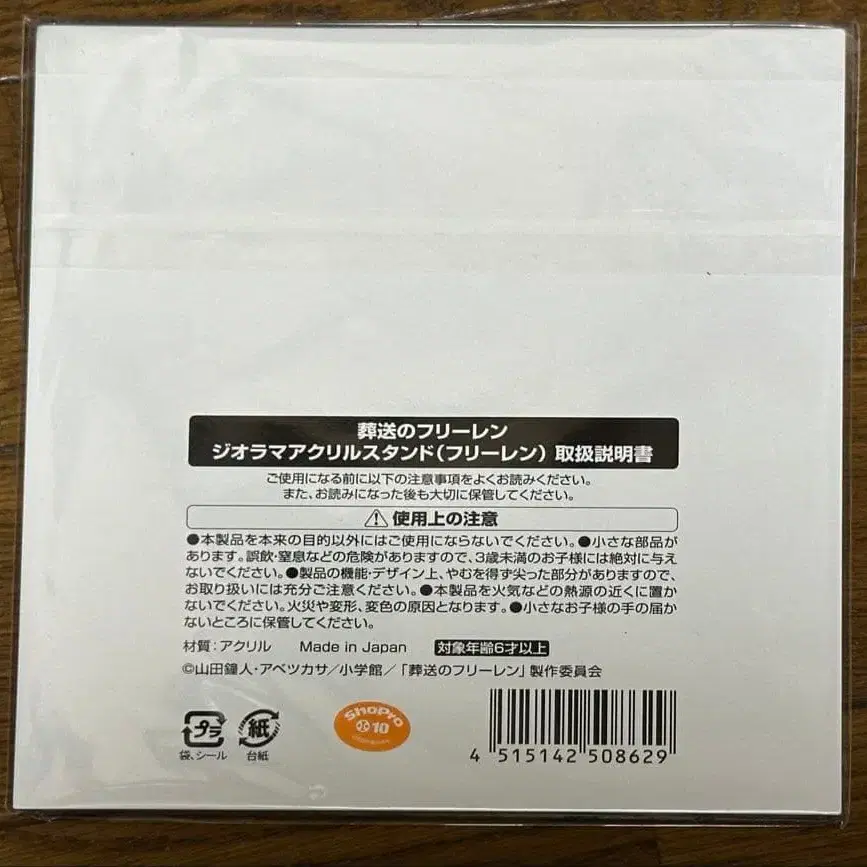 葬送のフリーレン
ジオラマアクリルスタンド(フリーレン) 取扱説明書
ご使用になる前に以下の注意事項をよくお読みください。
また、お読みになった後も大切に保管してください。
⚠使用上の注意
●本製品を本来の目的以外にはご使用にならないでください。●小さな部品が
あります。誤飲・窒息などの危険がありますので、3歳未満のお子様には絶対に与え
ないでください。●製品の機能・デザイン上、やむを得ず尖った部分がありますので、
お取り扱いには充分ご注意ください。●本製品を火気などの熱源の近くに置か
ないでください。火災や変形、変色の原因となります。●小さなお子様の手の届か
ないところに保管してください。
材質:アクリル Made in Japan 対象年齢6才以上
©山田鐘人・アベツカサ/小学館/「葬送のフリーレン」製作委員会
プラ
袋、シール
紙
台紙
ShoPro
10
4 515142 508629